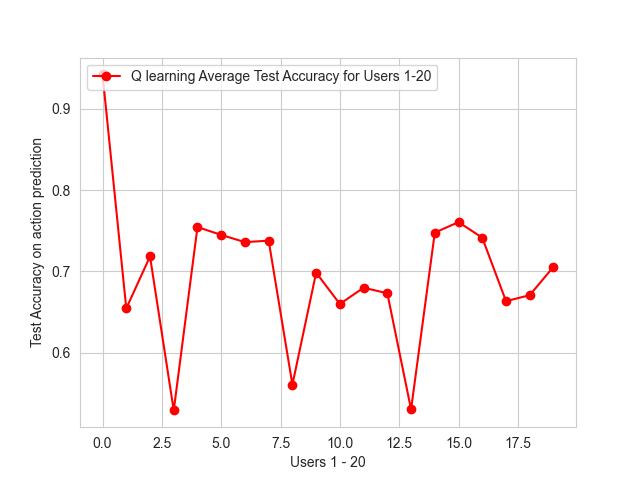 Q learning Average Test Accuracy for Users 1-20
Test Accuracy on action prediction
0.9
0.8
0.7
0.6
0.0 2.5 5.0 7.5 10.0 12.5 15.0 17.5
Users 1 - 20